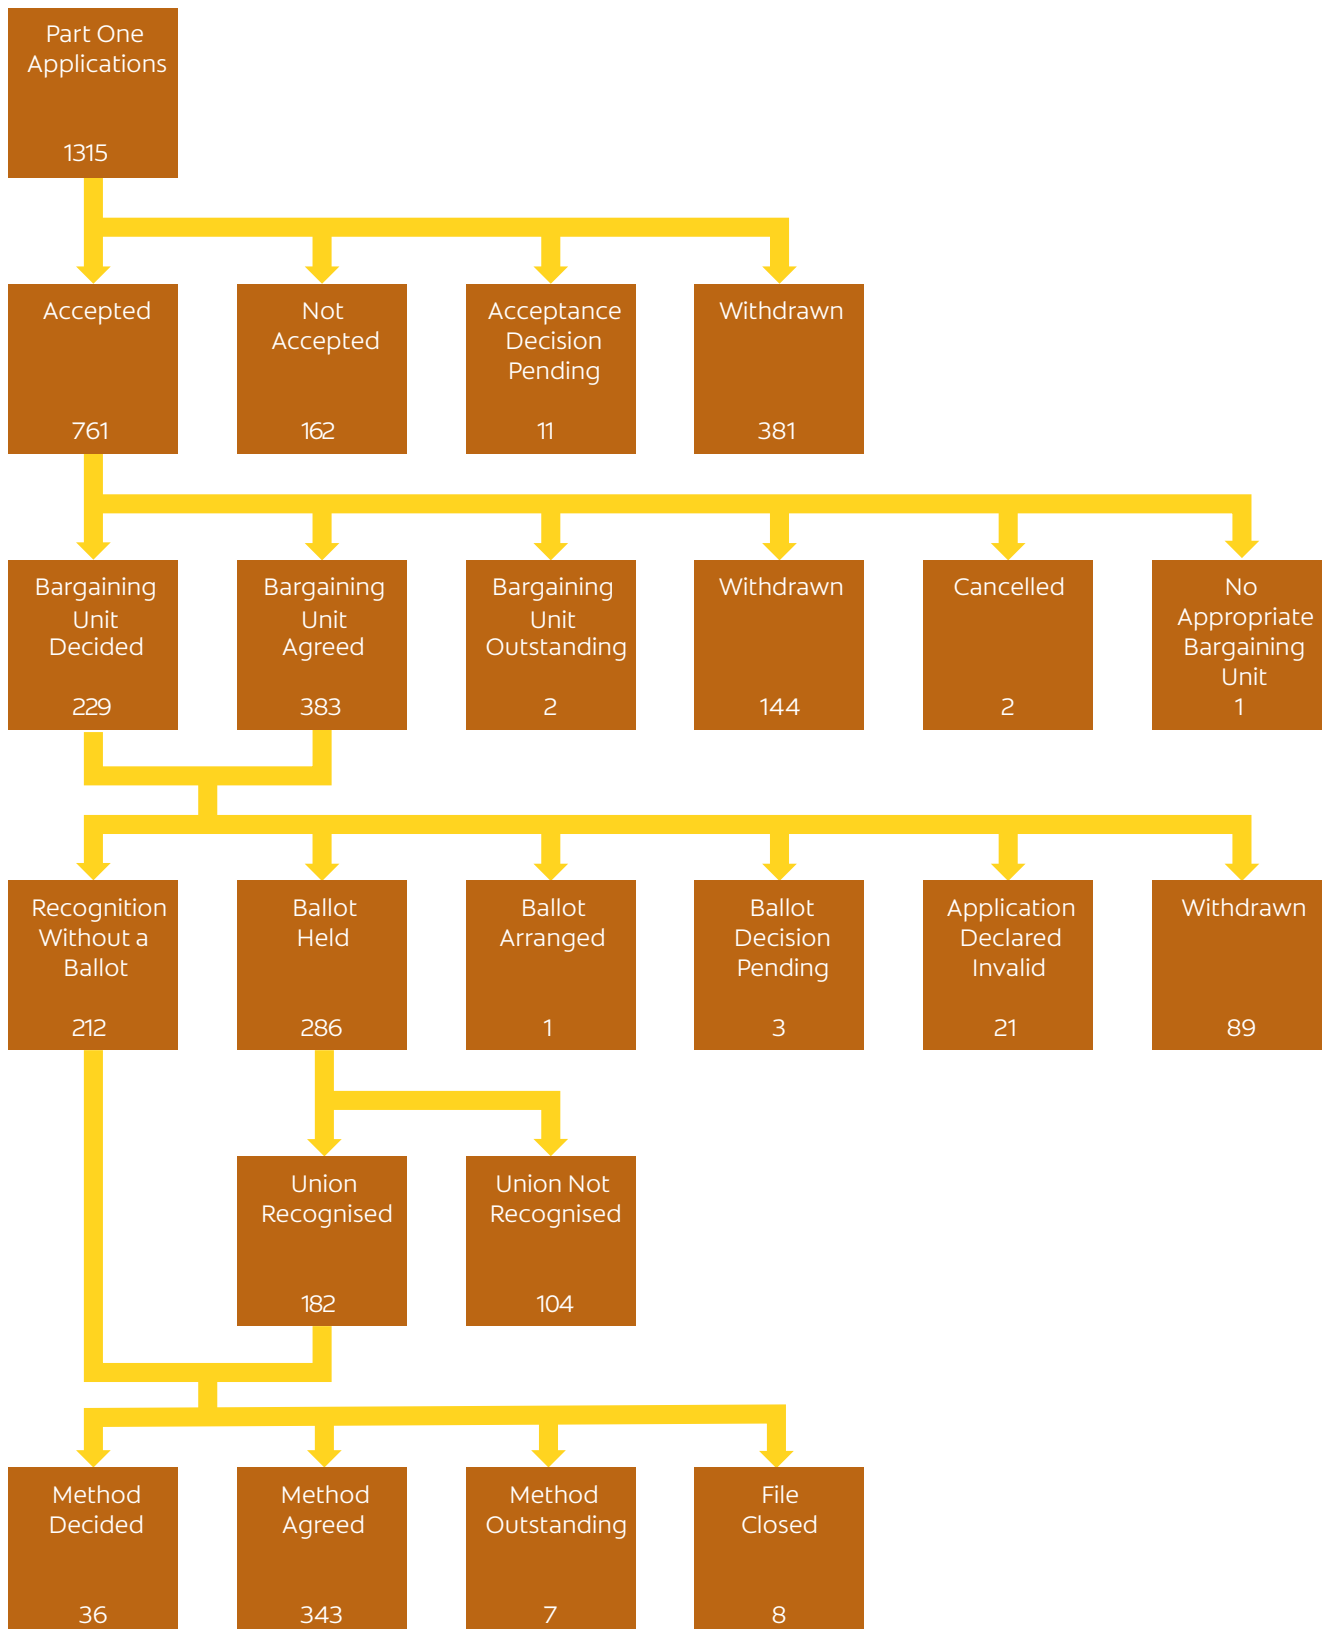 Part One
Applications
1315
Accepted
761
Not
Accepted
162
Acceptance
Decision
Pending
11
Withdrawn
381
Bargaining
Unit
Decided
229
Bargaining
Unit
Agreed
383
Bargaining
Unit
Outstanding
2
Withdrawn
144
Cancelled
2
No
Appropriate
Bargaining
Unit
1
Recognition
Without a
Ballot
212
Ballot
Held
286
Ballot
Arranged
1
Ballot
Decision
Pending
3
Application
Declared
Invalid
21
Withdrawn
89
Union
Recognised
182
Union Not
Recognised
104
Method
Decided
36
Method
Agreed
343
Method
Outstanding
7
File
Closed
8